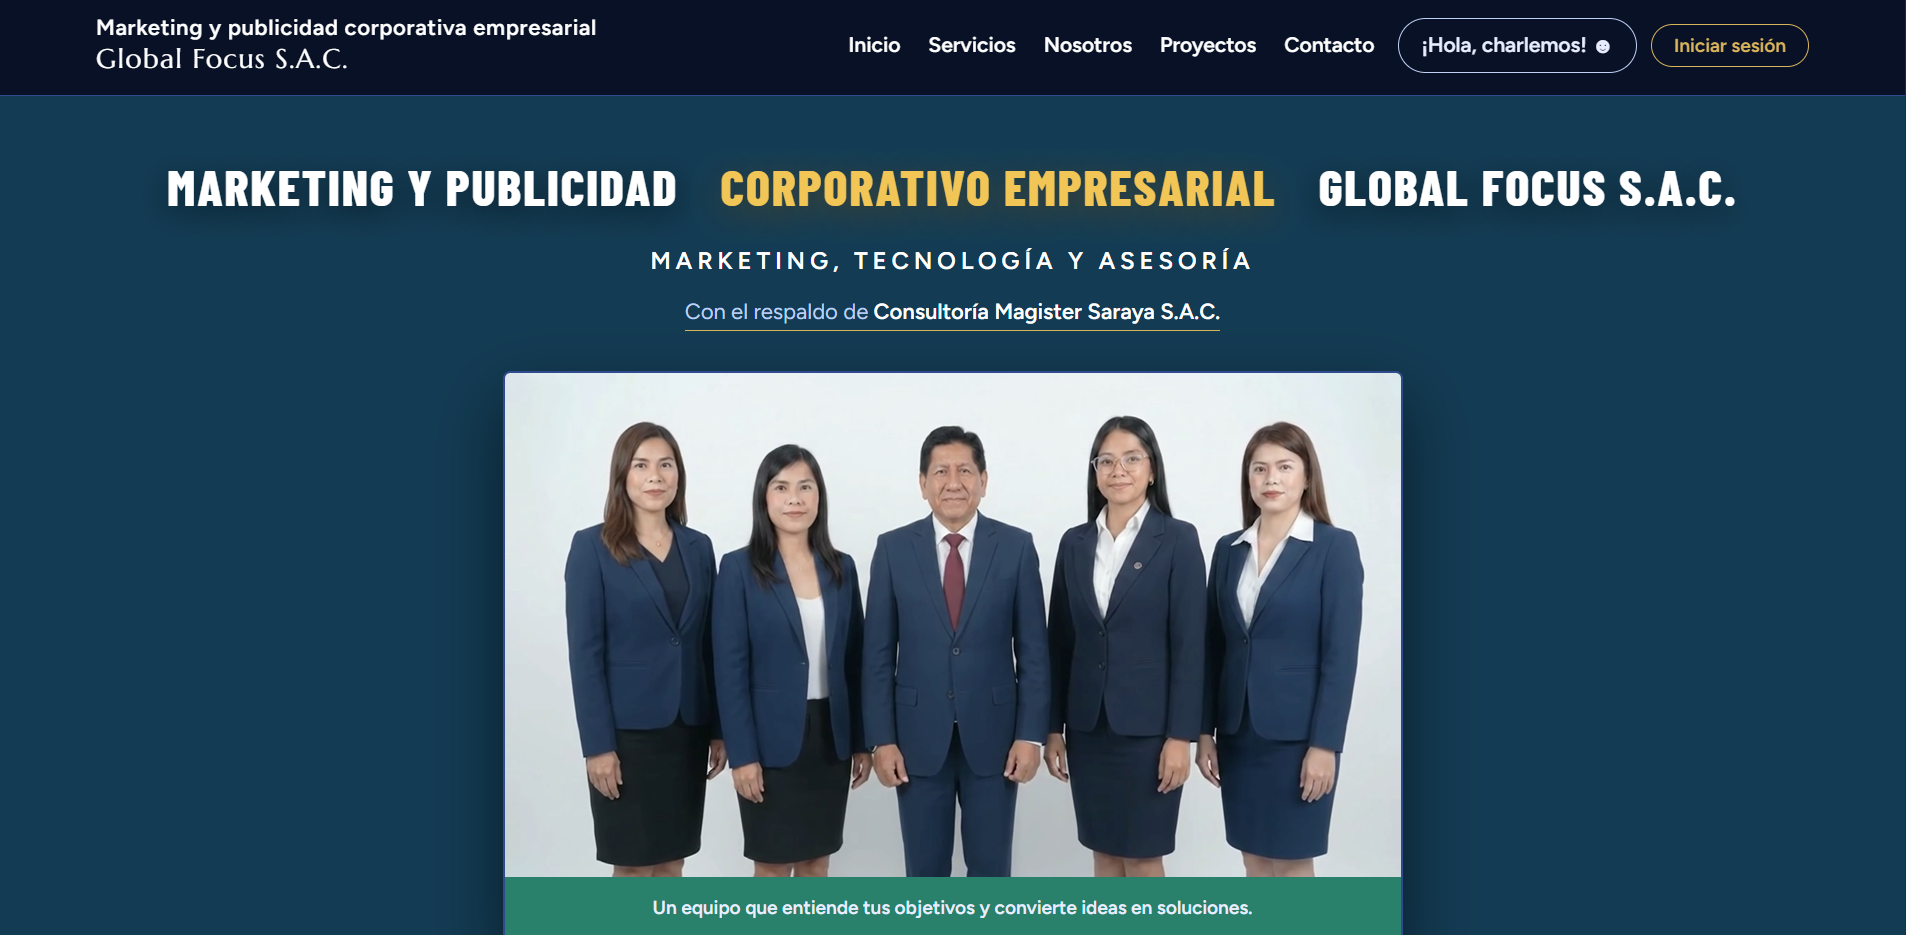 Marketing y publicidad corporativa empresarial
Global Focus S.A.C.
Inicio Servicios Nosotros Proyectos Contacto ¡Hola, charlemos! ☻ Iniciar sesión
MARKETING Y PUBLICIDAD CORPORATIVO EMPRESARIAL GLOBAL FOCUS S.A.C.
MARKETING, TECNOLOGÍA Y ASESORÍA
Con el respaldo de Consultoría Magister Saraya S.A.C.
Un equipo que entiende tus objetivos y convierte ideas en soluciones.